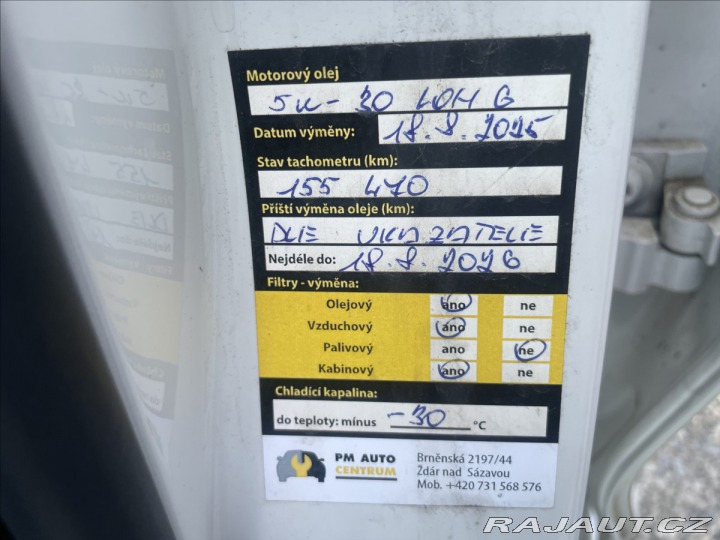 Motorový olej
5W-30 LONG
Datum výměny: 18.8.2025
Stav tachometru (km):
155 470
Příští výměna oleje (km):
DLE UKAZATELE
Nejdéle do: 18.8.2026
Filtry - výměna:
Olejový ano ne
Vzduchový ano ne
Palivový ano ne
Kabinový ano ne
Chladící kapalina:
do teploty: mínus -30 °C
PM AUTO
CENTRUM
Brněnská 2197/44
Žďár nad Sázavou
Mob. +420 731 568 576
RAJAUT.CZ